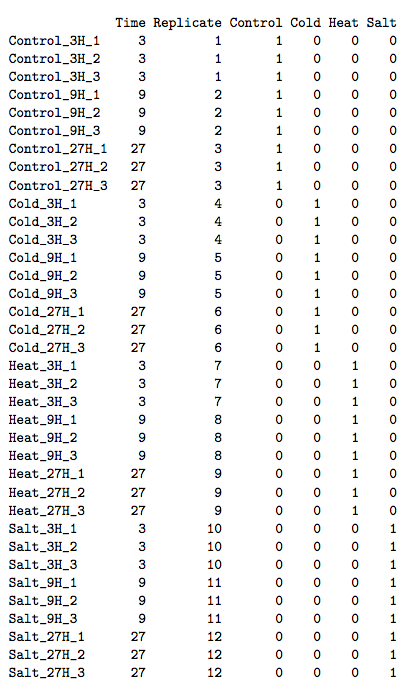 Time Replicate Control Cold Heat Salt
Control_3H_1 3 1 1 0 0 0
Control_3H_2 3 1 1 0 0 0
Control_3H_3 3 1 1 0 0 0
Control_9H_1 9 2 1 0 0 0
Control_9H_2 9 2 1 0 0 0
Control_9H_3 9 2 1 0 0 0
Control_27H_1 27 3 1 0 0 0
Control_27H_2 27 3 1 0 0 0
Control_27H_3 27 3 1 0 0 0
Cold_3H_1 3 4 0 1 0 0
Cold_3H_2 3 4 0 1 0 0
Cold_3H_3 3 4 0 1 0 0
Cold_9H_1 9 5 0 1 0 0
Cold_9H_2 9 5 0 1 0 0
Cold_9H_3 9 5 0 1 0 0
Cold_27H_1 27 6 0 1 0 0
Cold_27H_2 27 6 0 1 0 0
Cold_27H_3 27 6 0 1 0 0
Heat_3H_1 3 7 0 0 1 0
Heat_3H_2 3 7 0 0 1 0
Heat_3H_3 3 7 0 0 1 0
Heat_9H_1 9 8 0 0 1 0
Heat_9H_2 9 8 0 0 1 0
Heat_9H_3 9 8 0 0 1 0
Heat_27H_1 27 9 0 0 1 0
Heat_27H_2 27 9 0 0 1 0
Heat_27H_3 27 9 0 0 1 0
Salt_3H_1 3 10 0 0 0 1
Salt_3H_2 3 10 0 0 0 1
Salt_3H_3 3 10 0 0 0 1
Salt_9H_1 9 11 0 0 0 1
Salt_9H_2 9 11 0 0 0 1
Salt_9H_3 9 11 0 0 0 1
Salt_27H_1 27 12 0 0 0 1
Salt_27H_2 27 12 0 0 0 1
Salt_27H_3 27 12 0 0 0 1